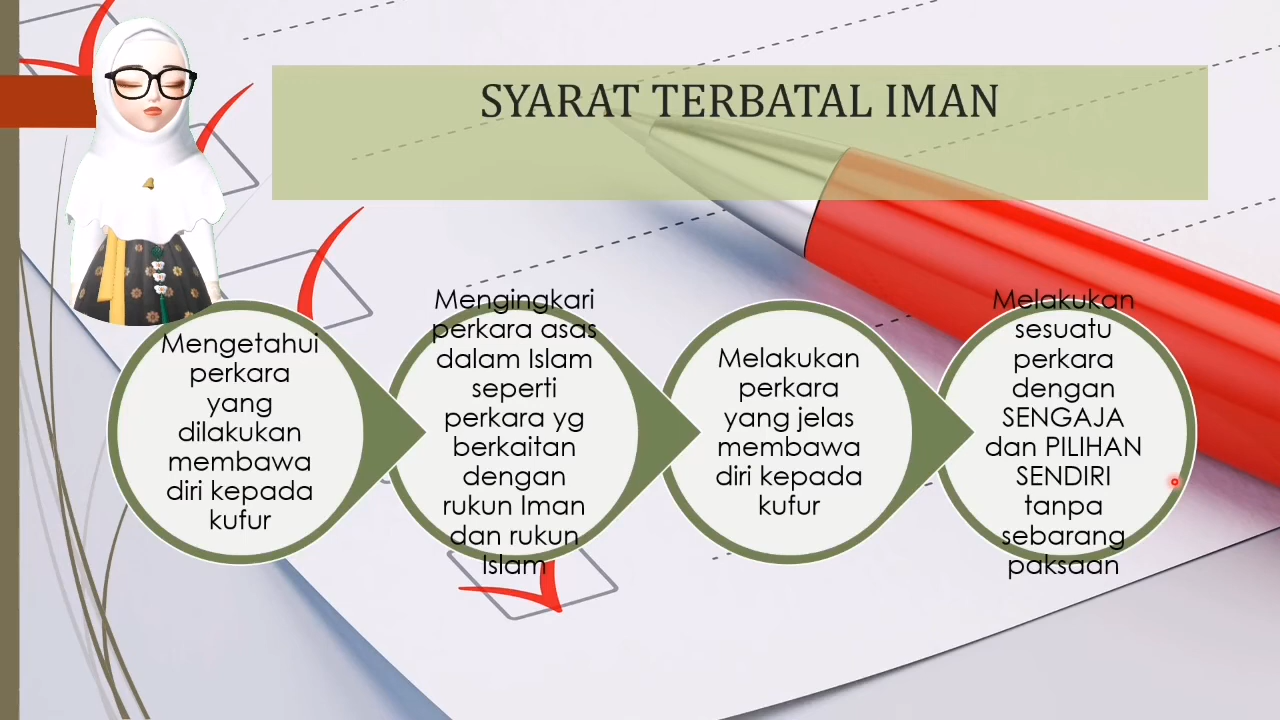 SYARAT TERBATAL IMAN
Mengetahui
perkara
yang
dilakukan
membawa
diri kepada
kufur
Mengingkari
perkara asas
dalam Islam
seperti
perkara yg
berkaitan
dengan
rukun Iman
dan rukun
Islam
Melakukan
perkara
yang jelas
membawa
diri kepada
kufur
Melakukan
sesuatu
perkara
dengan
SENGAJA
dan PILIHAN
SENDIRI
tanpa
sebarang
paksaan